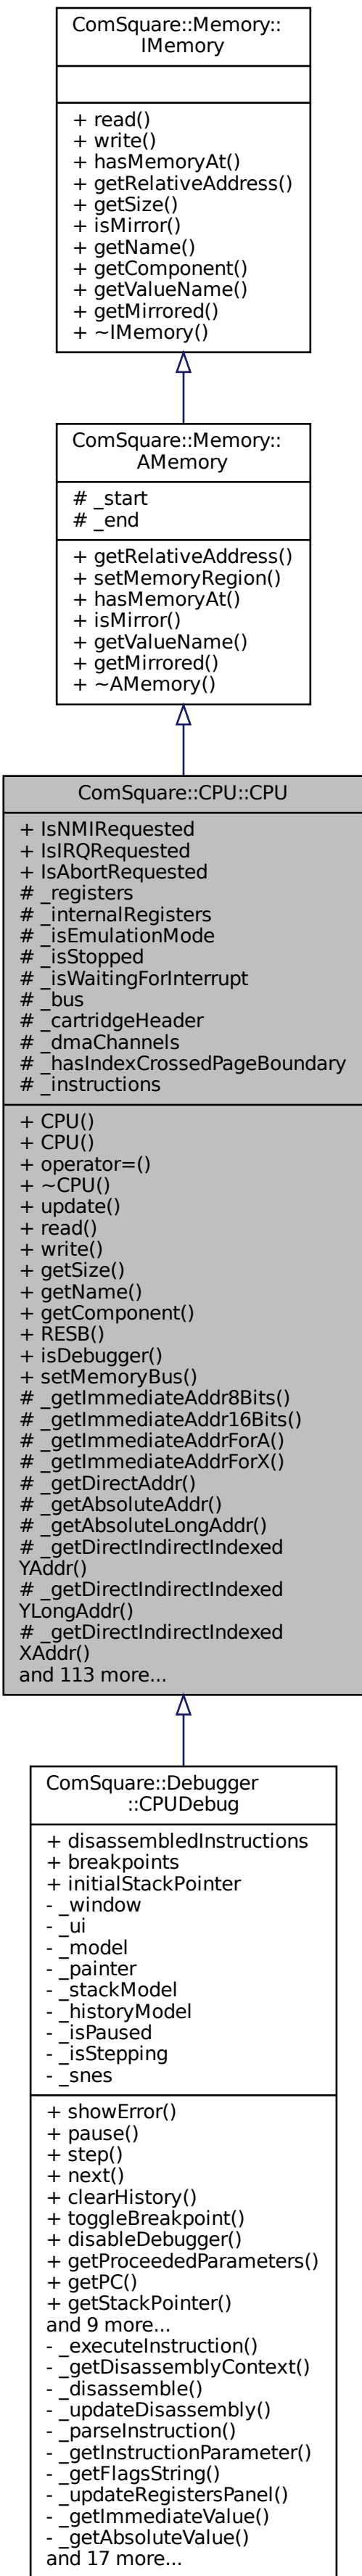 ComSquare::Memory::
IMemory
+ read()
+ write()
+ hasMemoryAt()
+ getRelativeAddress()
+ getSize()
+ isMirror()
+ getName()
+ getComponent()
+ getValueName()
+ getMirrored()
+ ~IMemory()
ComSquare::Memory::
AMemory
# _start
# _end
+ getRelativeAddress()
+ setMemoryRegion()
+ hasMemoryAt()
+ isMirror()
+ getValueName()
+ getMirrored()
+ ~AMemory()
ComSquare::CPU::CPU
+ IsNMIRequested
+ IsIRQRequested
+ IsAbortRequested
# _registers
# _internalRegisters
# _isEmulationMode
# _isStopped
# _isWaitingForInterrupt
# _bus
# _cartridgeHeader
# _dmaChannels
# _hasIndexCrossedPageBoundary
# _instructions
+ CPU()
+ CPU()
+ operator=()
+ ~CPU()
+ update()
+ read()
+ write()
+ getSize()
+ getName()
+ getComponent()
+ RESB()
+ isDebugger()
+ setMemoryBus()
# _getImmediateAddr8Bits()
# _getImmediateAddr16Bits()
# _getImmediateAddrForA()
# _getImmediateAddrForX()
# _getDirectAddr()
# _getAbsoluteAddr()
# _getAbsoluteLongAddr()
# _getDirectIndirectIndexed
YAddr()
# _getDirectIndirectIndexed
YLongAddr()
# _getDirectIndirectIndexed
XAddr()
and 113 more...
ComSquare::Debugger
::CPUDebug
+ disassembledInstructions
+ breakpoints
+ initialStackPointer
- _window
- _ui
- _model
- _painter
- _stackModel
- _historyModel
- _isPaused
- _isStepping
- _snes
+ showError()
+ pause()
+ step()
+ next()
+ clearHistory()
+ toggleBreakpoint()
+ disableDebugger()
+ getProceededParameters()
+ getPC()
+ getStackPointer()
and 9 more...
- _executeInstruction()
- _getDisassemblyContext()
- _disassemble()
- _updateDisassembly()
- _parseInstruction()
- _getInstructionParameter()
- _getFlagsString()
- _updateRegistersPanel()
- _getImmediateValue()
- _getAbsoluteValue()
and 17 more...